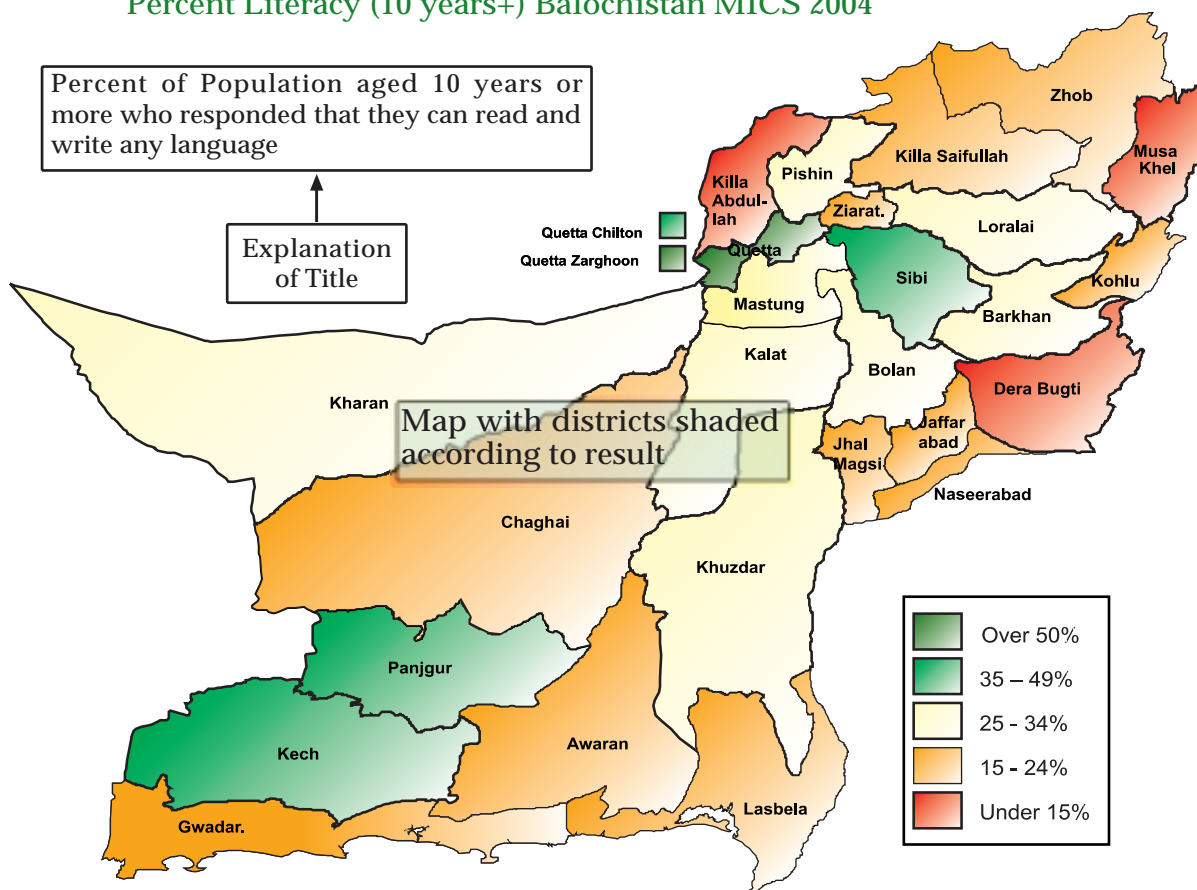 Percent Literacy (10 years+) Balochistan MICS 2004
Percent of Population aged 10 years or
more who responded that they can read and
write any language
Explanation
of Title
Quetta Chilton
Quetta Zarghoon
Zhob
Killa Saifullah
Musa
Khel
Pishin
Killa
Abdul-
lah
Ziarat.
Loralai
Quetta
Sibi
Kohlu
Mastung
Barkhan
Kalat
Bolan
Dera Bugti
Kharan
Map with districts shaded
according to result
Jaffar
abad
Jhal
Magsi
Naseerabad
Chaghai
Khuzdar
Panjgur
Kech
Awaran
Lasbela
Gwadar.
Over 50%
35 – 49%
25 - 34%
15 - 24%
Under 15%